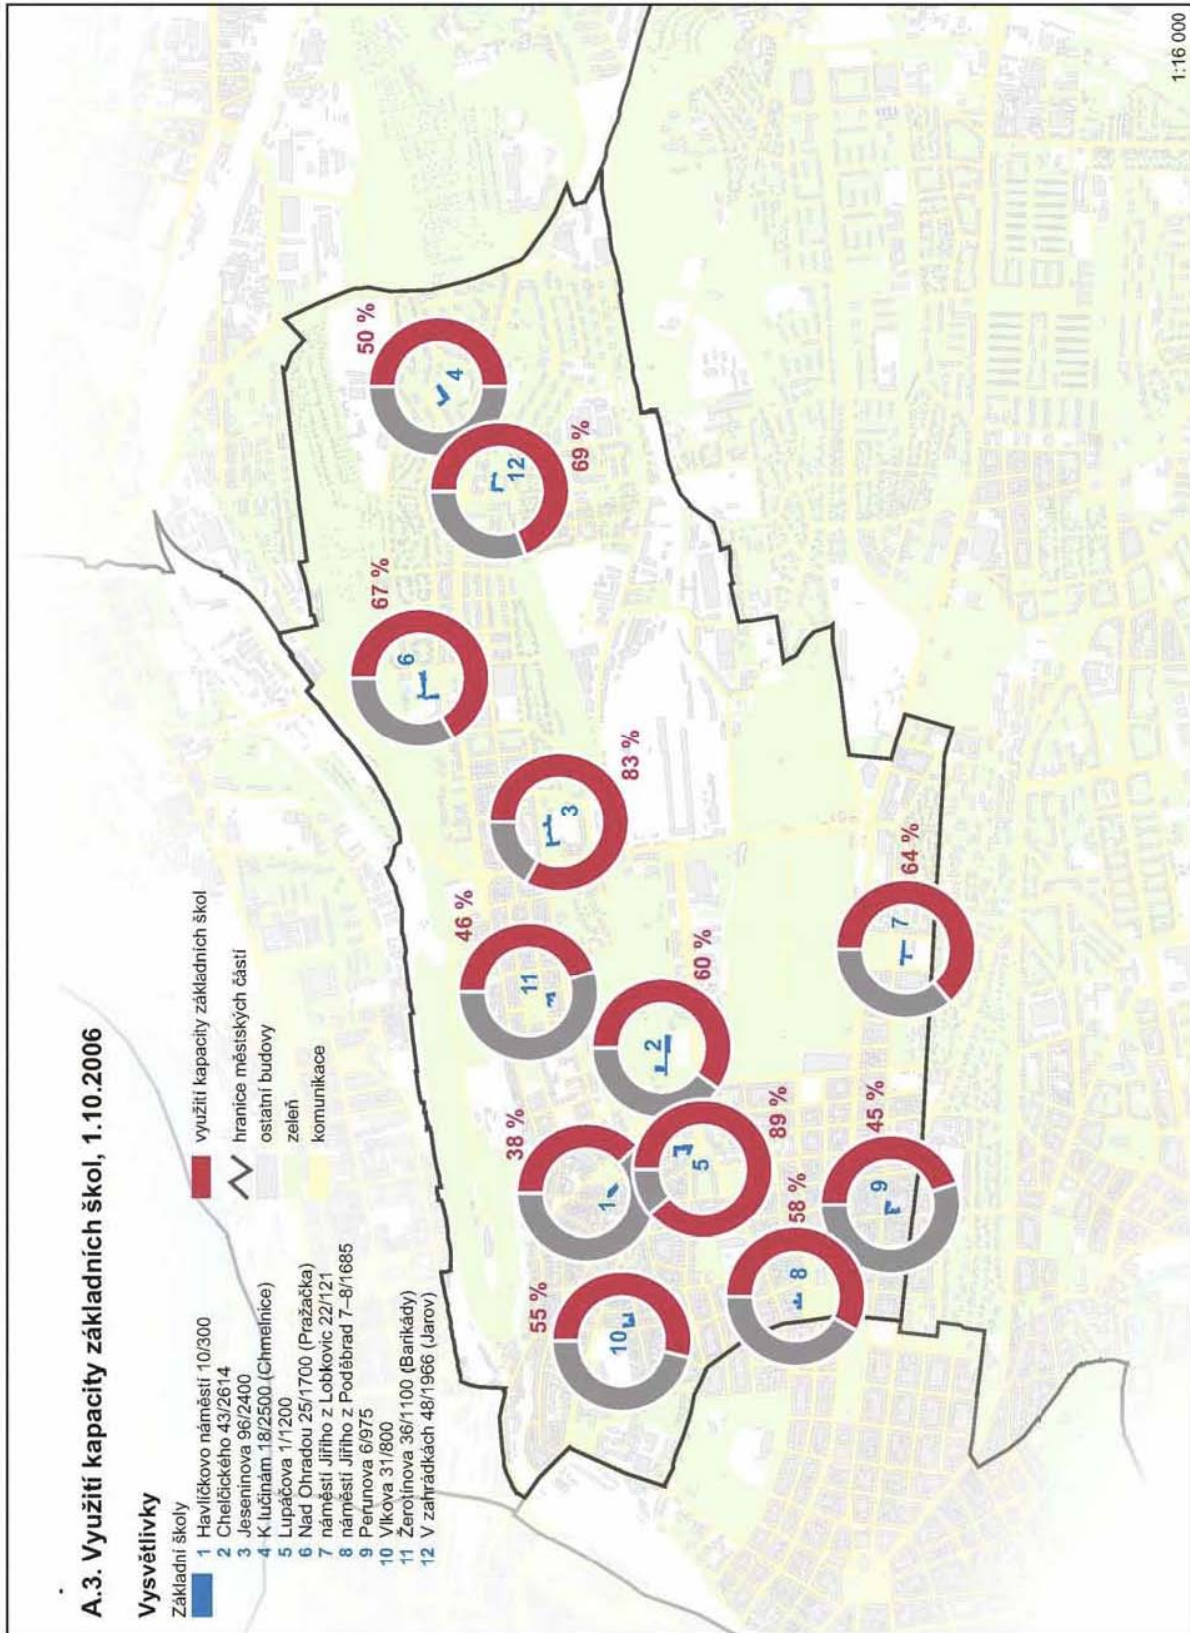 A.3. Využití kapacity základních škol, 1.10.2006
Vysvětlivky
Základní školy
1 Havlíčkovo náměstí 10/300
2 Chelčického 43/2614
3 Jeseninova 96/2400
4 K lučinám 18/2500 (Chmelnice)
5 Lupáčova 1/1200
6 Nad Ohradou 25/1700 (Pražačka)
7 náměstí Jiřího z Lobkovic 22/121
8 náměstí Jiřího z Poděbrad 7–8/1685
9 Perunova 6/975
10 Vlkova 31/800
11 Žerotínova 36/1100 (Barikády)
12 V zahrádkách 48/1966 (Jarov)
využití kapacity základních škol
hranice městských částí
ostatní budovy
zeleň
komunikace
50 %
4
67 %
6
69 %
12
83 %
3
46 %
11
38 %
1
55 %
10
60 %
2
89 %
5
58 %
8
45 %
9
64 %
7
1:16 000